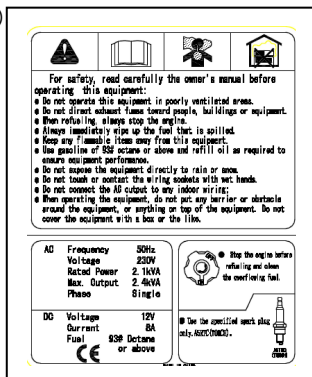 For safety, read carefully the owner's manual before
operating this equipment:
● Do not operate this equipment in poorly ventilated areas.
● Do not direct exhaust fumes toward people, buildings or equipment.
● When refueling, always stop the engine.
● Always immediately wipe up the fuel that is spilled.
● Keep any flammable items away from this equipment.
● Use gasoline of 93# octane or above and refill oil as required to
ensure equipment performance.
● Do not expose the equipment directly to rain or snow.
● Do not touch or contact the wiring sockets with wet hands.
● Do not connect the AC output to any indoor wiring;
● When operating the equipment, do not put any barrier or obstacle
around the equipment, or anything on top of the equipment. Do not
cover the equipment with a box or the like.
AC Frequency 50Hz
Voltage 230V
Rated Power 2.1kVA
Max. Output 2.4kVA
Phase Single
DC Voltage 12V
Current 8A
Fuel 93# Octane
or above
CE
● Stop the engine before
refueling and clean
the overflowing fuel.
● Use the specified spark plug
only.